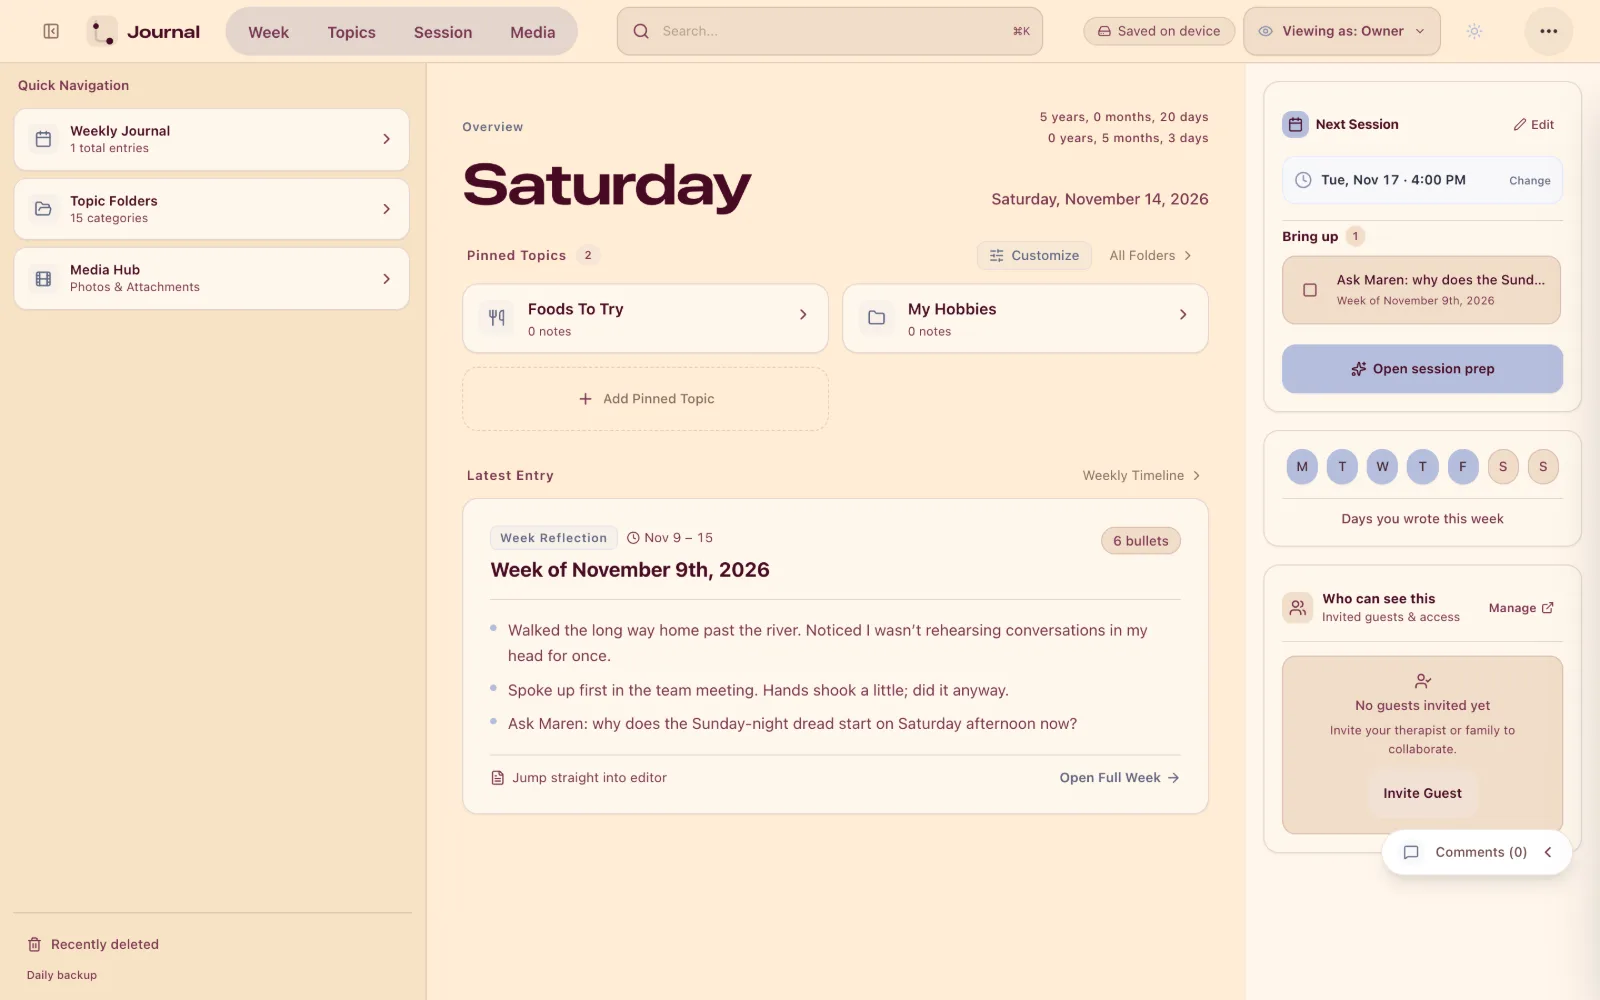 Journal
Week
Topics
Session
Media
Search...
⌘K
Saved on device
Viewing as: Owner
Quick Navigation
Weekly Journal
1 total entries
Topic Folders
15 categories
Media Hub
Photos & Attachments
Recently deleted
Daily backup
Overview
5 years, 0 months, 20 days
0 years, 5 months, 3 days
Saturday
Saturday, November 14, 2026
Pinned Topics 2
Customize
All Folders
Foods To Try
0 notes
My Hobbies
0 notes
Add Pinned Topic
Latest Entry
Weekly Timeline
Week Reflection
Nov 9 – 15
6 bullets
Week of November 9th, 2026
Walked the long way home past the river. Noticed I wasn’t rehearsing conversations in my
head for once.
Spoke up first in the team meeting. Hands shook a little; did it anyway.
Ask Maren: why does the Sunday-night dread start on Saturday afternoon now?
Jump straight into editor
Open Full Week
Next Session
Edit
Tue, Nov 17 · 4:00 PM
Change
Bring up 1
Ask Maren: why does the Sund...
Week of November 9th, 2026
Open session prep
M T W T F S S
Days you wrote this week
Who can see this
Invited guests & access
Manage
No guests invited yet
Invite your therapist or family to
collaborate.
Invite Guest
Comments (0)